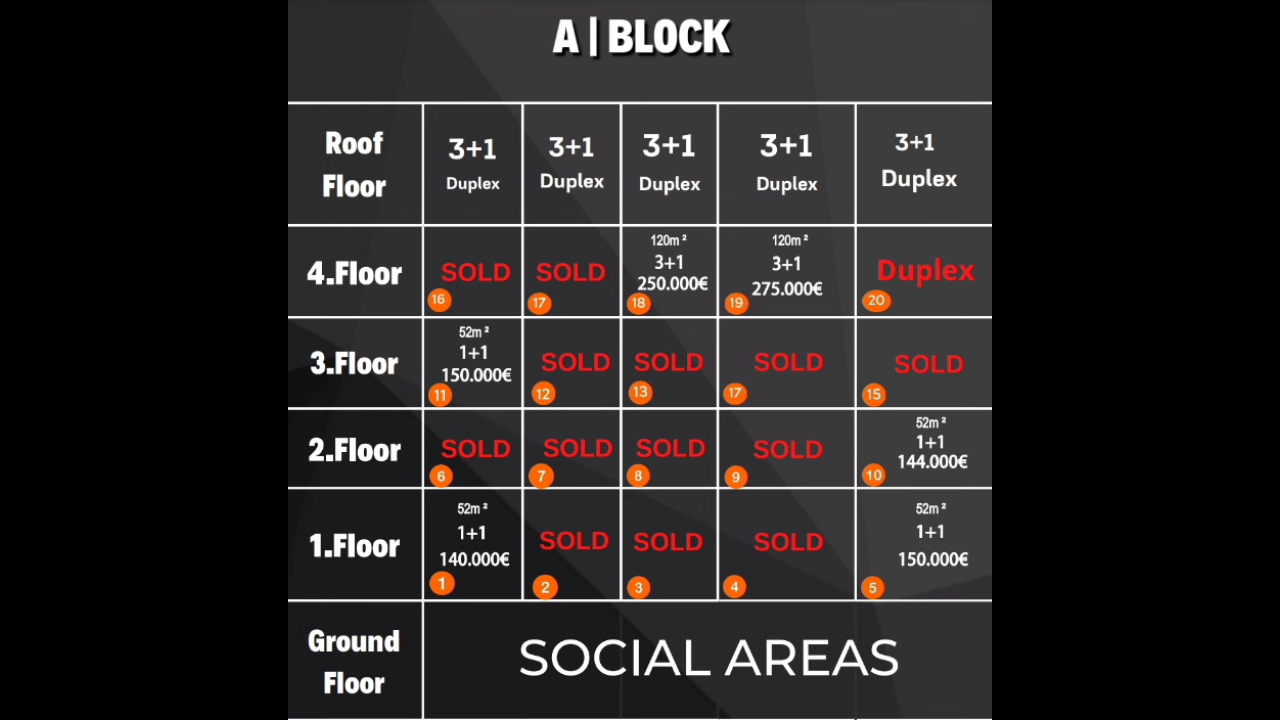 A | BLOCK
Roof Floor 3+1 Duplex 3+1 Duplex 3+1 Duplex 3+1 Duplex 3+1 Duplex
4.Floor SOLD 16 SOLD 17 120m² 3+1 250.000€ 18 120m² 3+1 275.000€ 19 Duplex 20
3.Floor 52m² 1+1 150.000€ 11 SOLD 12 SOLD 13 SOLD 17 SOLD 15
2.Floor SOLD 6 SOLD 7 SOLD 8 SOLD 9 52m² 1+1 144.000€ 10
1.Floor 52m² 1+1 140.000€ 1 SOLD 2 SOLD 3 SOLD 4 52m² 1+1 150.000€ 5
Ground Floor SOCIAL AREAS